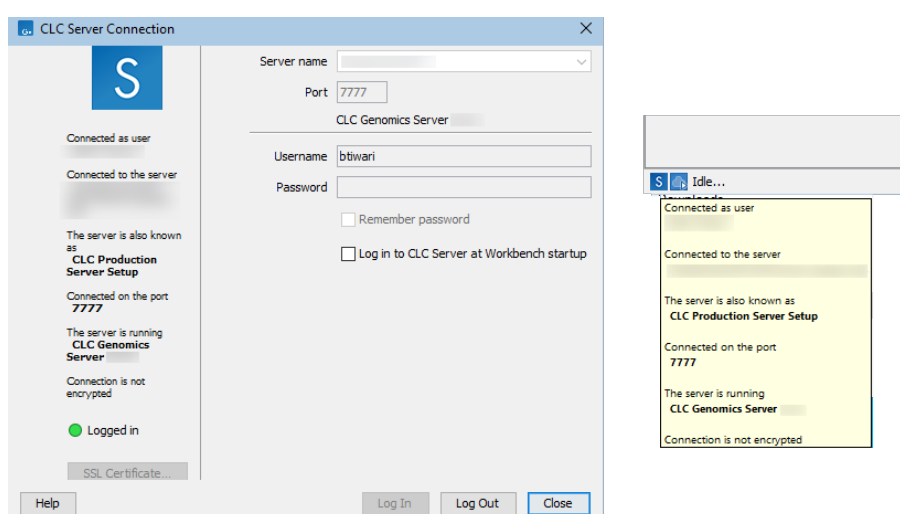 G.
CLC Server Connection
S
Connected as user
Connected to the server
The server is also known
as
CLC Production
Server Setup
Connected on the port
7777
The server is running
CLC Genomics
Server
Connection is not
encrypted
Logged in
SSL Certificate...
Server name
Port 7777
CLC Genomics Server
Username btiwari
Password
Remember password
Log in to CLC Server at Workbench startup
Help
Log In
Log Out
Close
S Idle...
Connected as user
Connected to the server
The server is also known as
CLC Production Server Setup
Connected on the port
7777
The server is running
CLC Genomics Server
Connection is not encrypted